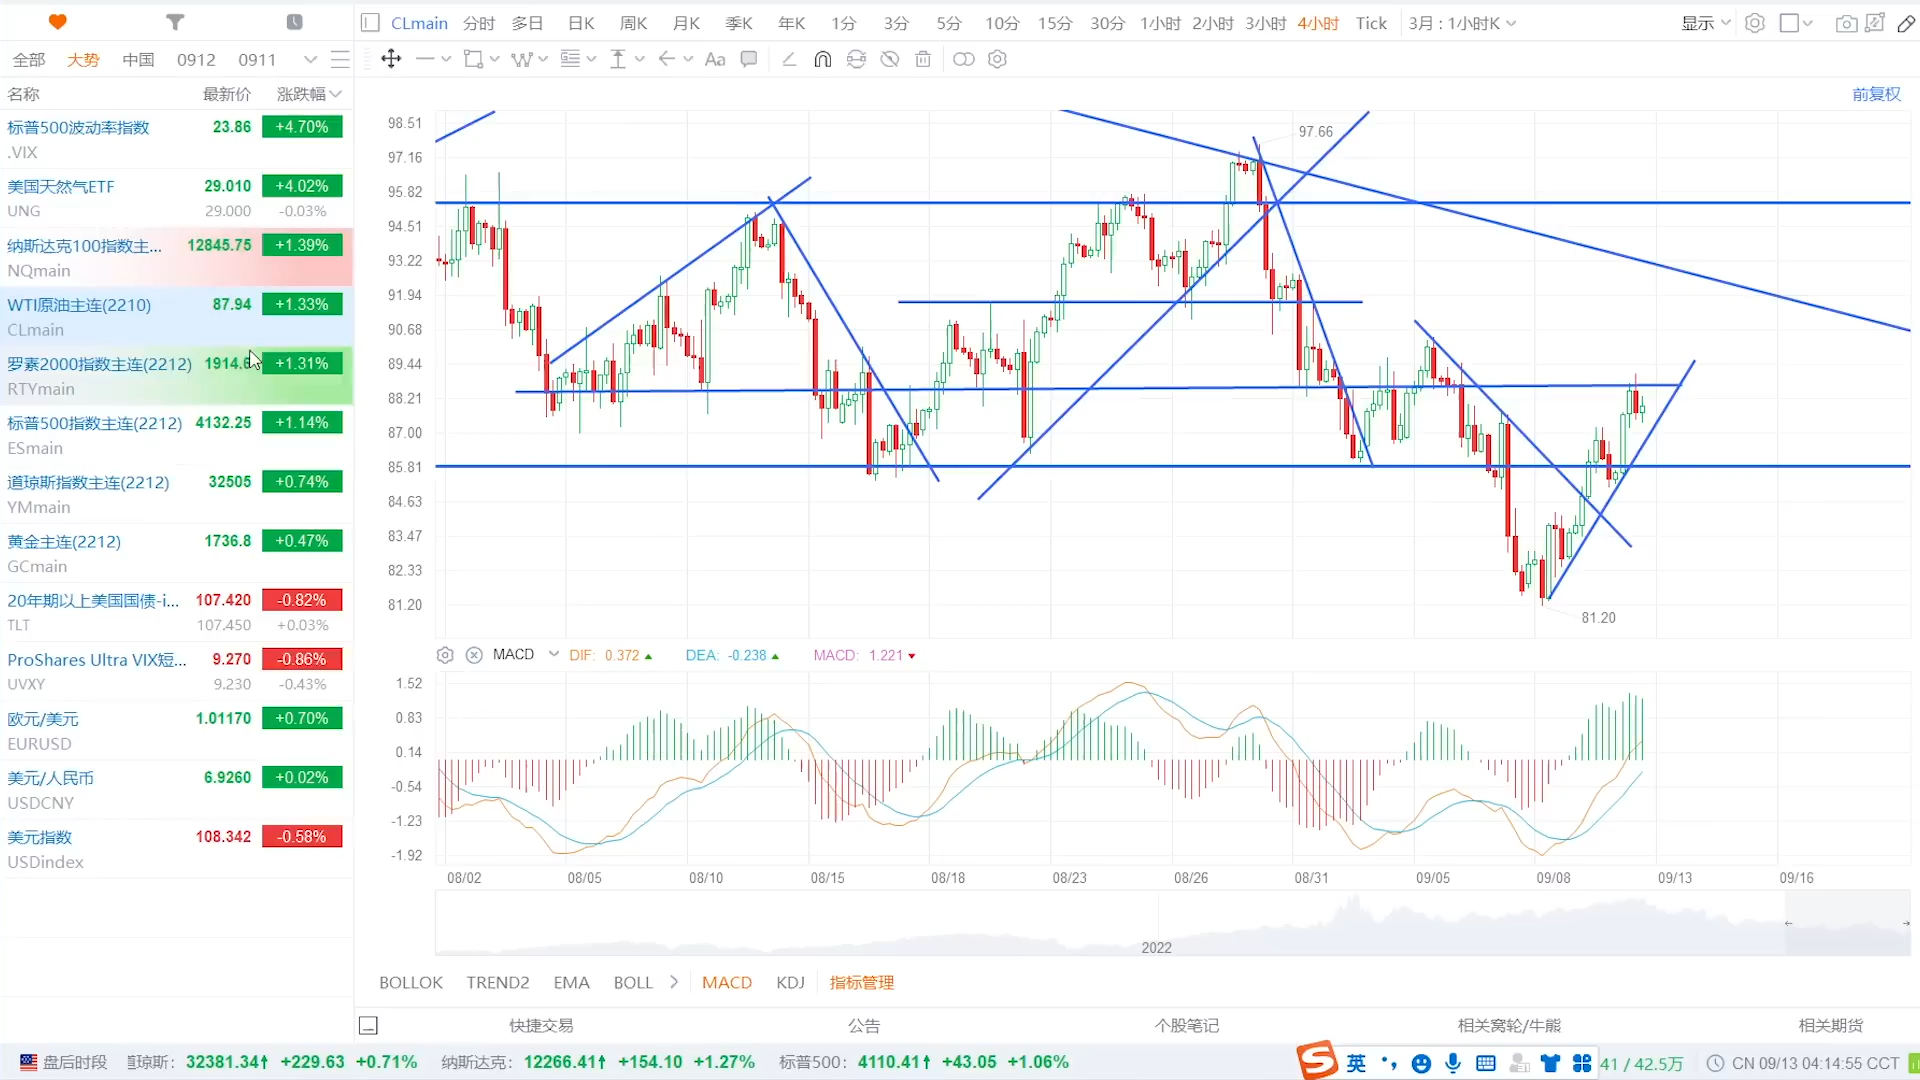 CLmain 分时 多日 日K 周K 月K 季K 年K 1分 3分 5分 10分 15分 30分 1小时 2小时 3小时 4小时 Tick 3月 : 1小时K 显示
全部 大势 中国 0912 0911
Aa
名称 最新价 涨跌幅
前复权
标普500波动率指数 23.86 +4.70%
.VIX
美国天然气ETF 29.010 +4.02%
UNG 29.000 -0.03%
纳斯达克100指数主... 12845.75 +1.39%
NQmain
WTI原油主连(2210) 87.94 +1.33%
CLmain
罗素2000指数主连(2212) 1914.6 +1.31%
RTYmain
标普500指数主连(2212) 4132.25 +1.14%
ESmain
道琼斯指数主连(2212) 32505 +0.74%
YMmain
黄金主连(2212) 1736.8 +0.47%
GCmain
20年期以上美国国债-i... 107.420 -0.82%
TLT 107.450 +0.03%
ProShares Ultra VIX短... 9.270 -0.86%
UVXY 9.230 -0.43%
欧元/美元 1.01170 +0.70%
EURUSD
美元/人民币 6.9260 +0.02%
USDCNY
美元指数 108.342 -0.58%
USDindex
98.51
97.16
95.82
94.51
93.22
91.94
90.68
89.44
88.21
87.00
85.81
84.63
83.47
82.33
81.20
97.66
81.20
MACD DIF: 0.372 DEA: -0.238 MACD: 1.221
1.52
0.83
0.14
-0.54
-1.23
-1.92
08/02 08/05 08/10 08/15 08/18 08/23 08/26 08/31 09/05 09/08 09/13 09/16
2022
BOLLOK TREND2 EMA BOLL MACD KDJ 指标管理
快捷交易 公告 个股笔记 相关窝轮/牛熊 相关期货
盘后时段 道琼斯: 32381.34↑ +229.63 +0.71% 纳斯达克: 12266.41↑ +154.10 +1.27% 标普500: 4110.41↑ +43.05 +1.06%
S 英 41 / 42.5万 CN 09/13 04:14:55 CCT